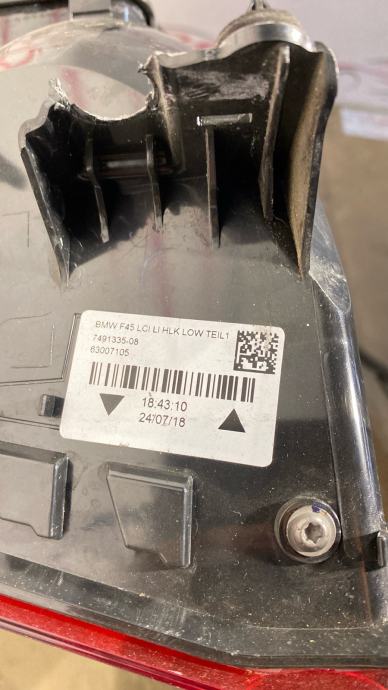 BMW F45 LCI LI HLK LOW TEIL1
7491335-08
63007105
18:43:10
24/07/18